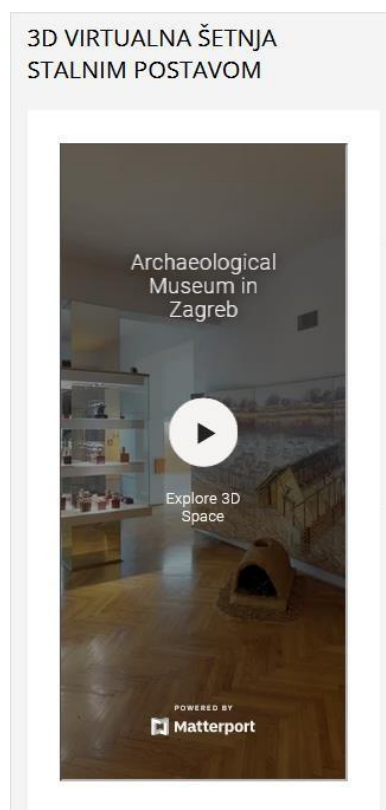 3D VIRTUALNA ŠETNJA
STALNIM POSTAVOM
Archaeological
Museum in
Zagreb
Explore 3D
Space
POWERED BY
Matterport